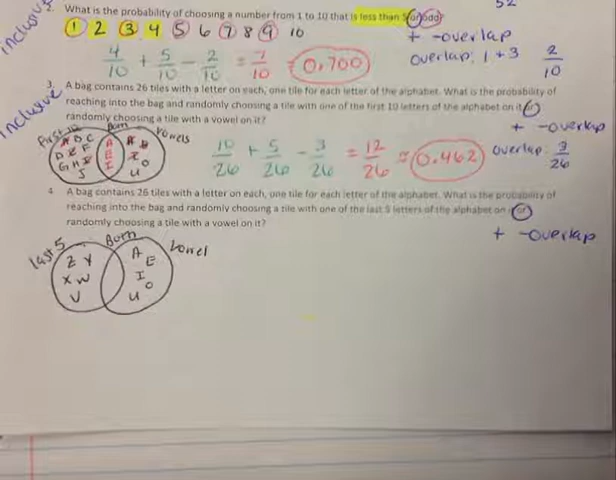 52
inclusive
2. What is the probability of choosing a number from 1 to 10 that is less than 5 or odd?
1 2 3 4 5 6 7 8 9 10
+ -overlap
overlap: 1 + 3 2/10
4/10 + 5/10 - 2/10 = 7/10 = 0.700
inclusive
3. A bag contains 26 tiles with a letter on each, one tile for each letter of the alphabet. What is the probability of
reaching into the bag and randomly choosing a tile with one of the first 10 letters of the alphabet on it or
randomly choosing a tile with a vowel on it?
+ -overlap
First 10 Both Vowels
A B C
D E F
G H I
J
A
E
I
A E
I
O
U
10/26 + 5/26 - 3/26 = 12/26 = 0.462
overlap: 3/26
4. A bag contains 26 tiles with a letter on each, one tile for each letter of the alphabet. What is the probability of
reaching into the bag and randomly choosing a tile with one of the last 5 letters of the alphabet on it or
randomly choosing a tile with a vowel on it?
+ -overlap
last 5 Both Vowel
Z Y
X W
V
A E
I
O
U